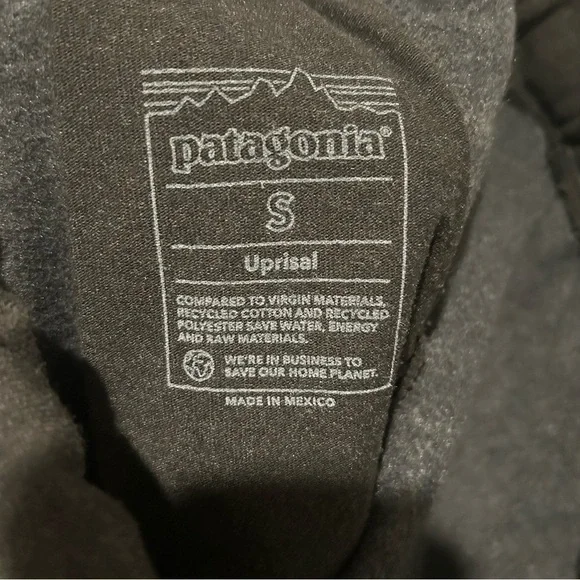 patagonia®
S
Uprisal
COMPARED TO VIRGIN MATERIALS,
RECYCLED COTTON AND RECYCLED
POLYESTER SAVE WATER, ENERGY
AND RAW MATERIALS.
WE'RE IN BUSINESS TO
SAVE OUR HOME PLANET.
MADE IN MEXICO